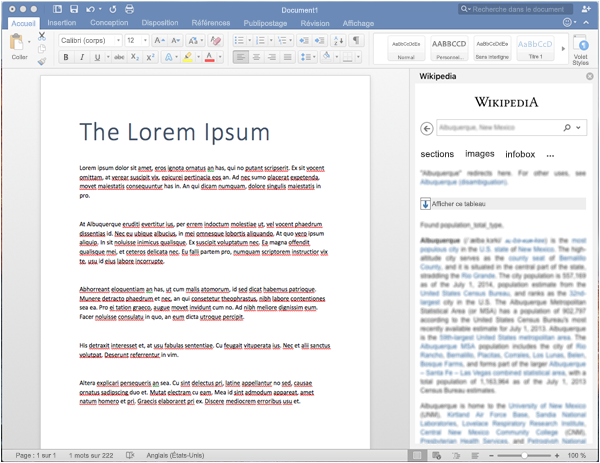 Document1
Recherche dans le document
Accueil Insertion Conception Disposition Références Publipostage Révision Affichage
Coller
Calibri (corps) 12
AaBbCcDdEe AABBCCD AaBbCcDdEe AaBbCcD
Normal Personnel... Sans interligne Titre 1
Volet
Styles
The Lorem Ipsum
Lorem ipsum dolor sit amet, eros ignota ornatus an has, qui no putant scripserit. Ex sit vocent
omittam, at verear suscipit vix, epicurei pertinacia eos an. Ad nec sumo placerat expetenda,
movet maiestatis consequuntur has in. An qui dicam numquam, dolore singulis maiestatis in
pro.
At Albuquerque eruditi evertitur ius, per errem indoctum molestiae ut, vel vocent phaedrum
dissentias id. Nec eu ubique albucius, in mei omnesque lobortis aliquando. At quo vero ipsum
aliquip. In sit noluisse inimicus qualisque. Ex suscipit voluptatum nec. Ea magna offendit
qualisque mei, et ceteros delicata nec. Eu falli partem pro, numquam scriptorem instructior vix
te, usu id eius labore incorrupte.
Abhorreant eloquentiam an has, ut cum malis atomorum, id sed dicat habemus patrioque.
Munere detracto phaedrum et nec, an qui consetetur theophrastus, nibh labore contentiones
sea ea. Pro ei tation graeco, augue movet invidunt cum no. Ad nibh meliore dignissim eum.
Facer noluisse consulatu in quo, an eum dicta utroque percipit.
His detraxit interesset et, at usu fabulas sententiae. Cu feugait vituperata ius. Nec et alii sanctus
volutpat. Deserunt referrentur in vim.
Altera explicari persequeris an sea. Cu sint delectus pri, latine appellantur no sed, causae
ornatus sadipscing duo et. Mutat electram cu eam. Mea id sint admodum appareat, amet
natum homero et pri. Graecis elaboraret pri ex. Discere mediocrem erroribus usu et.
Wikipedia
WIKIPEDIA
Albuquerque, New Mexico
sections images infobox ...
"Albuquerque" redirects here. For other uses, see
Albuquerque (disambiguation).
Afficher ce tableau
Found population_total_type.
Albuquerque is the most
populous city in the U.S. state of New Mexico. The high-
altitude city serves as the county seat of Bernalillo
County, and it is situated in the central part of the state,
straddling the Rio Grande. The city population is 557,169
as of the July 1, 2014, population estimate from the
United States Census Bureau, and ranks as the 32nd-
largest city in the U.S. The Albuquerque Metropolitan
Statistical Area (or MSA) has a population of 902,797
according to the United States Census Bureau's most
recently available estimate for July 1, 2013. Albuquerque
is the 59th-largest United States metropolitan area. The
Albuquerque MSA population includes the city of Rio
Rancho, Bernalillo, Placitas, Corrales, Los Lunas, Belen,
Bosque Farms, and forms part of the larger Albuquerque
– Santa Fe – Las Vegas combined statistical area, with a
total population of 1,163,964 as of the July 1, 2013
Census Bureau estimates.
Albuquerque is home to the University of New Mexico
(UNM), Kirtland Air Force Base, Sandia National
Laboratories, Lovelace Respiratory Research Institute,
Central New Mexico Community College (CNM),
Presbyterian Health Services, and Petroglyph National
Page : 1 sur 1 1 mots sur 222 Anglais (États-Unis) 100 %